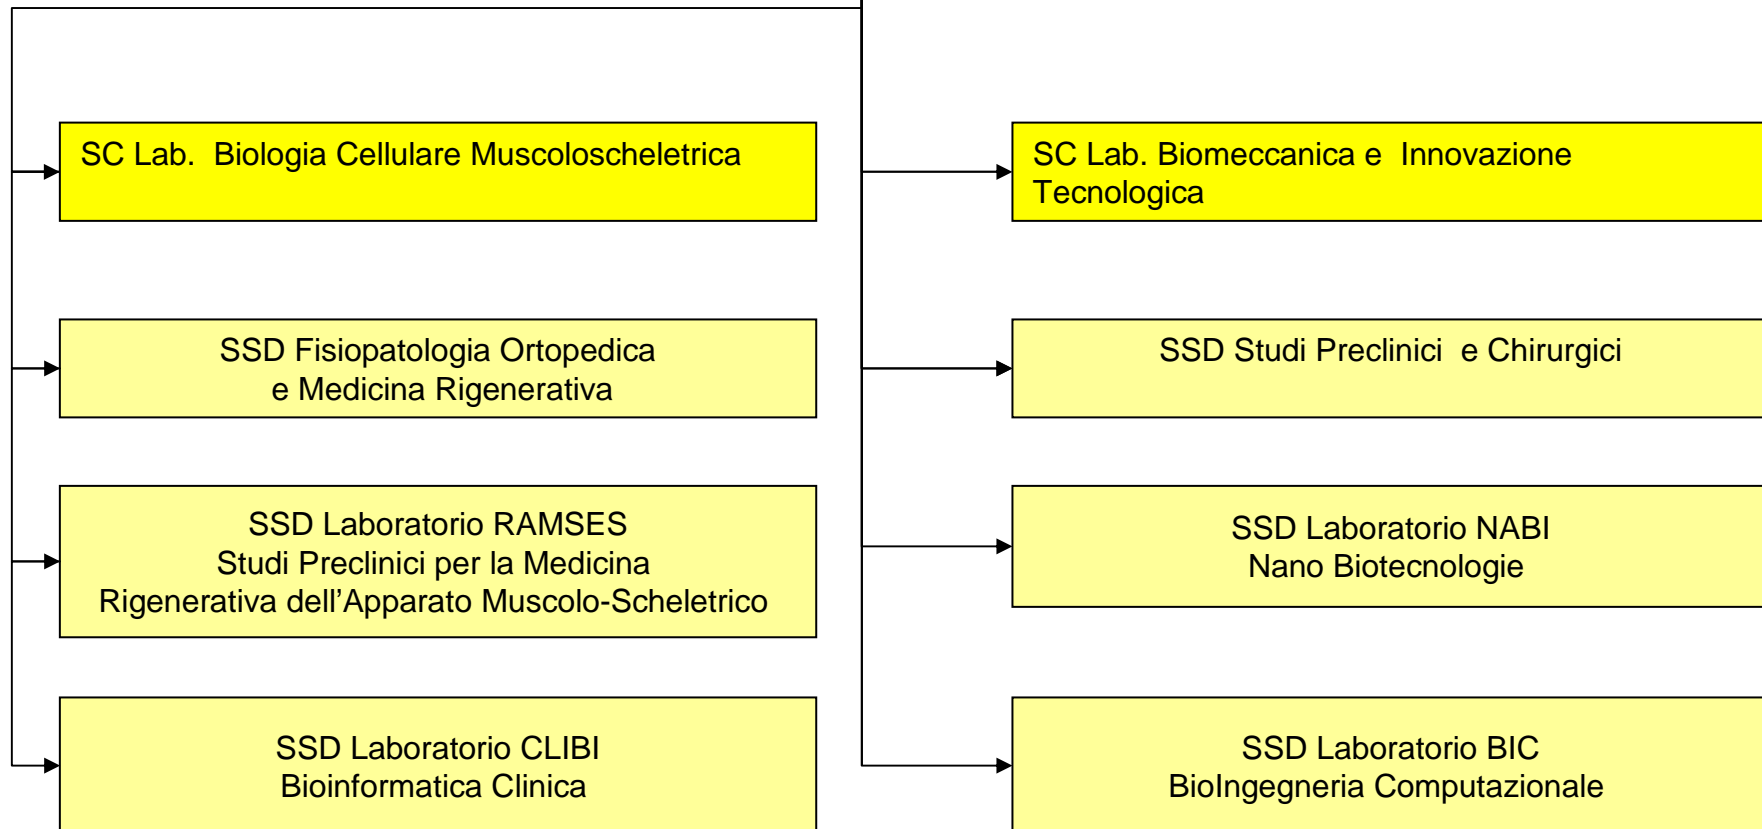 SC Lab.  Biologia Cellulare Muscoloscheletrica
SC Lab. Biomeccanica e  Innovazione
Tecnologica
SSD Fisiopatologia Ortopedica
e Medicina Rigenerativa
SSD Studi Preclinici  e Chirurgici
SSD Laboratorio RAMSES
Studi Preclinici per la Medicina
Rigenerativa dell’Apparato Muscolo-Scheletrico
SSD Laboratorio NABI
Nano Biotecnologie
SSD Laboratorio CLIBI
Bioinformatica Clinica
SSD Laboratorio BIC
BioIngegneria Computazionale